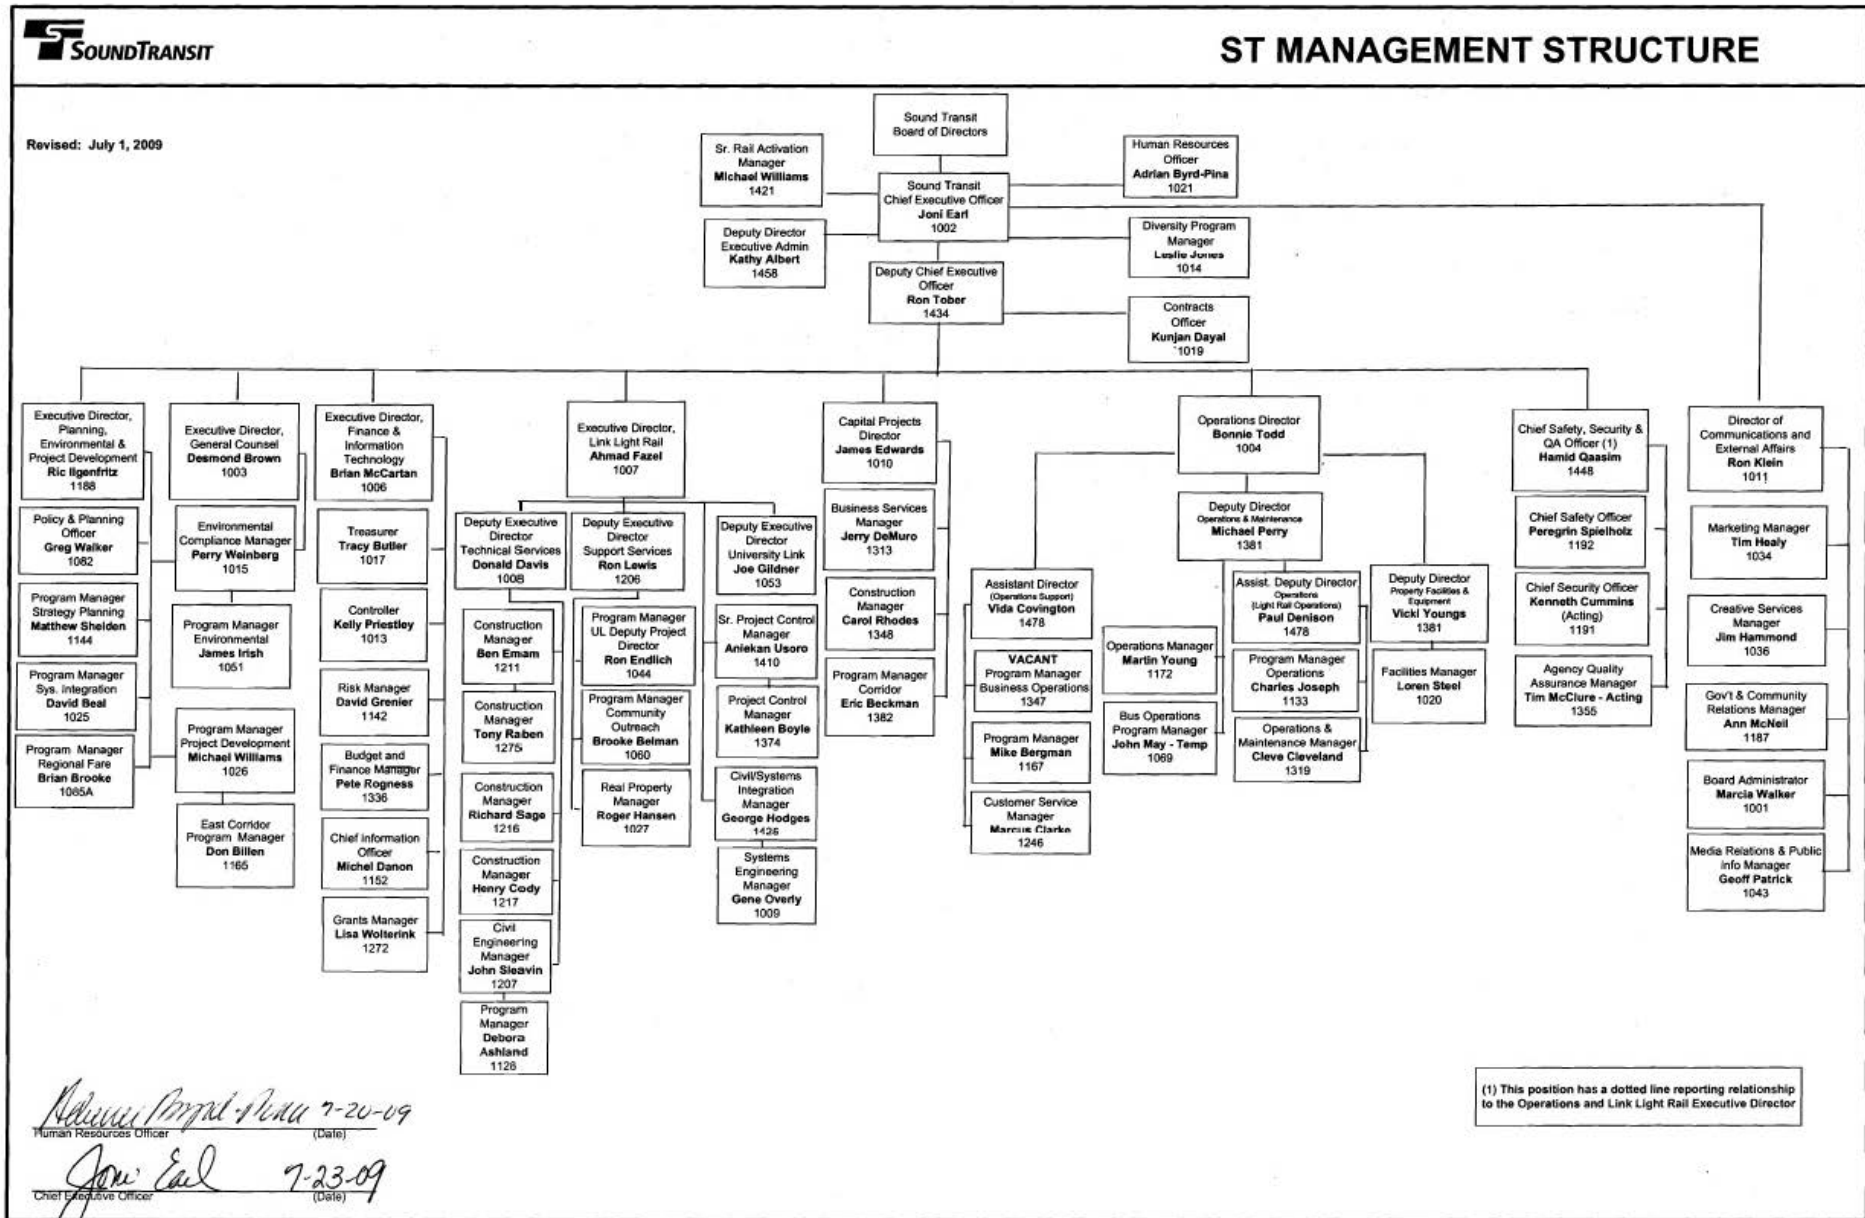 SOUNDTRANSIT
ST MANAGEMENT STRUCTURE
Revised: July 1, 2009
Sound Transit
Board of Directors
Sr. Rail Activation
Manager
Michael Williams
1421
Human Resources
Officer
Adrian Byrd-Pina
1021
Sound Transit
Chief Executive Officer
Joni Earl
1002
Deputy Director
Executive Admin
Kathy Albert
1458
Diversity Program
Manager
Leslie Jones
1014
Deputy Chief Executive
Officer
Ron Tober
1434
Contracts
Officer
Kunjan Dayal
1019
Executive Director,
Planning,
Environmental &
Project Development
Ric Ilgenfritz
1188
Policy & Planning
Officer
Greg Walker
1082
Program Manager
Strategy Planning
Matthew Shelden
1144
Program Manager
Sys. Integration
David Beal
1025
Program Manager
Regional Fare
Brian Brooke
1085A
Executive Director,
General Counsel
Desmond Brown
1003
Environmental
Compliance Manager
Perry Weinberg
1015
Program Manager
Environmental
James Irish
1051
Program Manager
Project Development
Michael Williams
1026
East Corridor
Program Manager
Don Billen
1165
Executive Director,
Finance &
Information
Technology
Brian McCartan
1006
Treasurer
Tracy Butler
1017
Controller
Kelly Priestley
1013
Risk Manager
David Grenier
1142
Budget and
Finance Manager
Pete Rogness
1336
Chief Information
Officer
Michel Danon
1152
Grants Manager
Lisa Wolterink
1272
Executive Director,
Link Light Rail
Ahmad Fazel
1007
Deputy Executive
Director
Technical Services
Donald Davis
1008
Construction
Manager
Ben Emam
1211
Construction
Manager
Tony Raben
1275
Construction
Manager
Richard Sage
1216
Construction
Manager
Henry Cody
1217
Civil
Engineering
Manager
John Sleavin
1207
Program
Manager
Debora
Ashland
1128
Deputy Executive
Director
Support Services
Ron Lewis
1206
Program Manager
UL Deputy Project
Director
Ron Endlich
1044
Program Manager
Community
Outreach
Brooke Belman
1060
Real Property
Manager
Roger Hansen
1027
Deputy Executive
Director
University Link
Joe Gildner
1053
Sr. Project Control
Manager
Aniekan Usoro
1410
Project Control
Manager
Kathleen Boyle
1374
Civil/Systems
Integration
Manager
George Hodges
1426
Systems
Engineering
Manager
Gene Overly
1009
Capital Projects
Director
James Edwards
1010
Business Services
Manager
Jerry DeMuro
1313
Construction
Manager
Carol Rhodes
1348
Program Manager
Corridor
Eric Beckman
1382
Operations Director
Bonnie Todd
1004
Deputy Director
Operations & Maintenance
Michael Perry
1381
Assistant Director
(Operations Support)
Vida Covington
1478
VACANT
Program Manager
Business Operations
1347
Program Manager
Mike Bergman
1167
Customer Service
Manager
Marcus Clarke
1246
Operations Manager
Martin Young
1172
Bus Operations
Program Manager
John May - Temp
1069
Assist. Deputy Director
Operations
(Light Rail Operations)
Paul Denison
1478
Program Manager
Operations
Charles Joseph
1133
Operations &
Maintenance Manager
Cleve Cleveland
1319
Deputy Director
Property Facilities &
Equipment
Vicki Youngs
1381
Facilities Manager
Loren Steel
1020
Chief Safety, Security &
QA Officer (1)
Hamid Qaasim
1448
Chief Safety Officer
Peregrin Spielholz
1192
Chief Security Officer
Kenneth Cummins
(Acting)
1191
Agency Quality
Assurance Manager
Tim McClure - Acting
1355
Director of
Communications and
External Affairs
Ron Klein
1011
Marketing Manager
Tim Healy
1034
Creative Services
Manager
Jim Hammond
1036
Gov't & Community
Relations Manager
Ann McNeil
1187
Board Administrator
Marcia Walker
1001
Media Relations & Public
Info Manager
Geoff Patrick
1043
(1) This position has a dotted line reporting relationship
to the Operations and Link Light Rail Executive Director
7-20-09
Human Resources Officer (Date)
Joni Earl 7-23-09
Chief Executive Officer (Date)